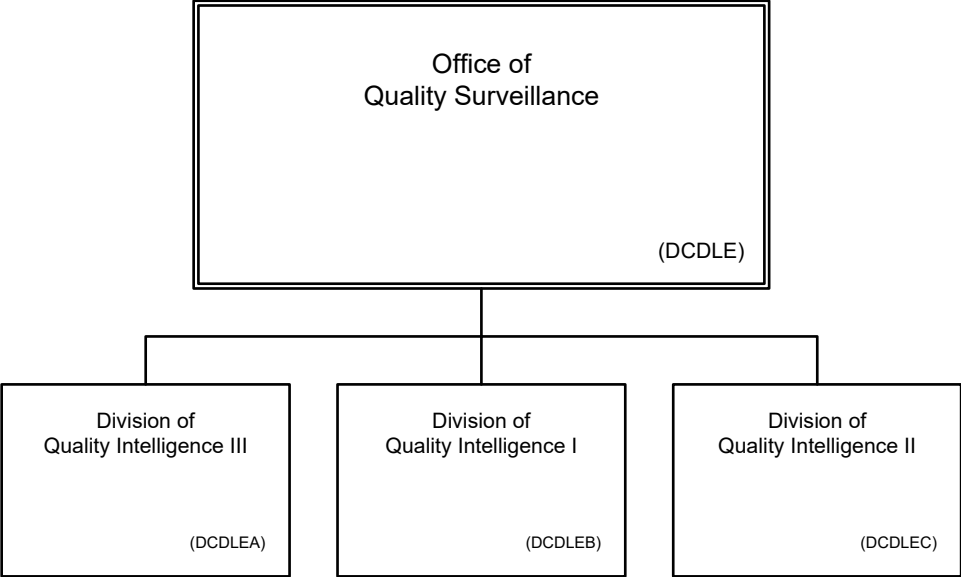 Office of
Quality Surveillance
(DCDLE)
Division of
Quality Intelligence III
(DCDLEA)
Division of
Quality Intelligence I
(DCDLEB)
Division of
Quality Intelligence II
(DCDLEC)